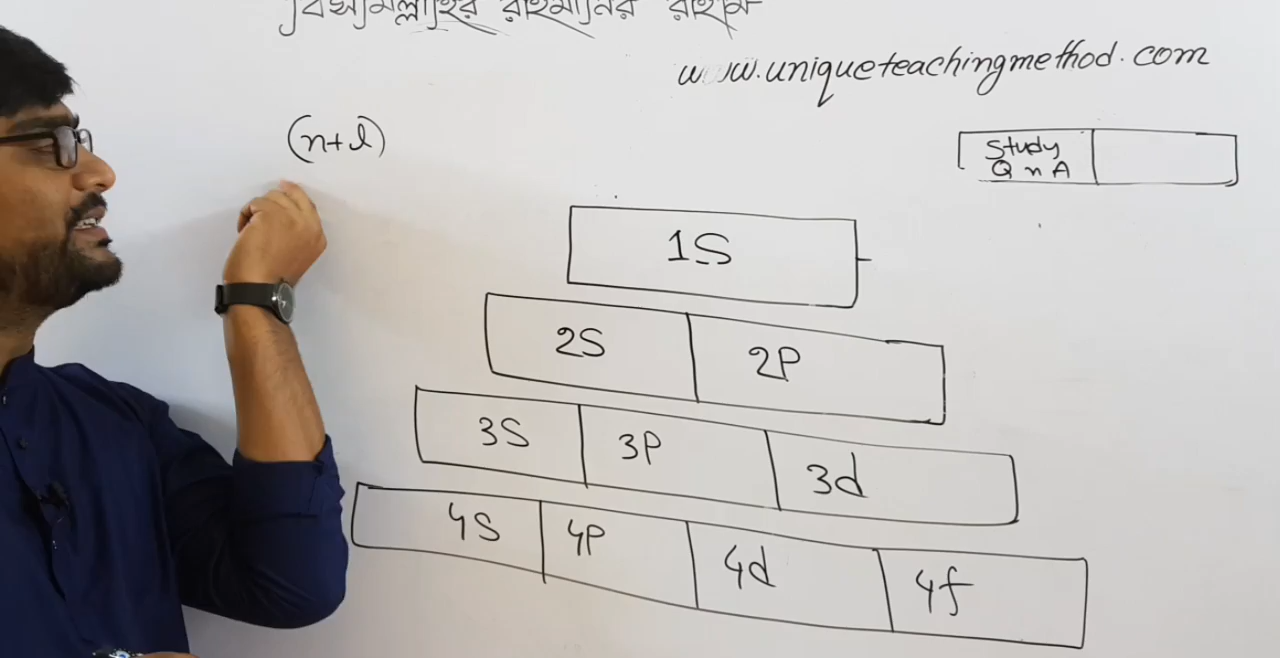 বিসমিল্লাহির রাহমানির রাহিম
www.uniqueteachingmethod.com
(n+l)
Study
Q n A
1S
2S 2P
3S 3P 3d
4S 4P 4d 4f